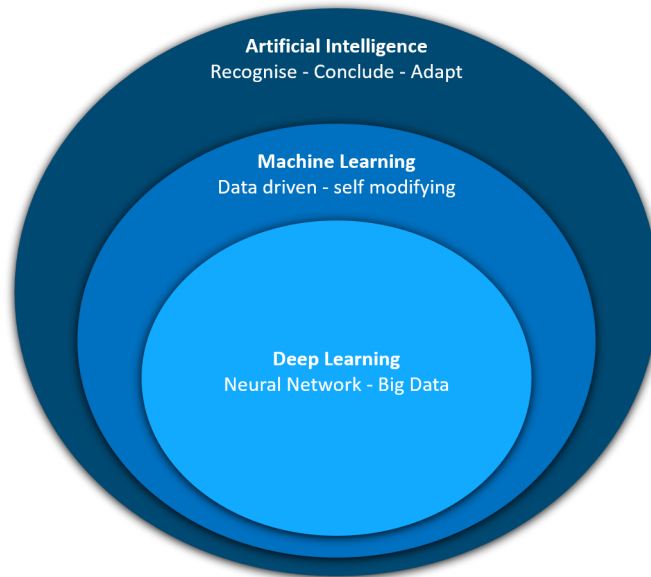 Artificial Intelligence
Recognise - Conclude - Adapt
Machine Learning
Data driven - self modifying
Deep Learning
Neural Network - Big Data